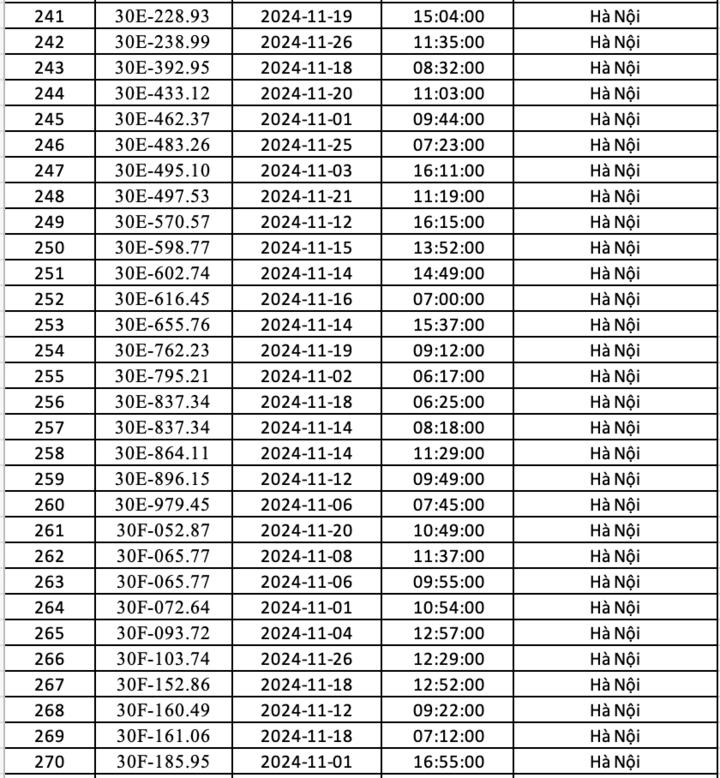 241 30E-228.93 2024-11-19 15:04:00 Hà Nội
242 30E-238.99 2024-11-26 11:35:00 Hà Nội
243 30E-392.95 2024-11-18 08:32:00 Hà Nội
244 30E-433.12 2024-11-20 11:03:00 Hà Nội
245 30E-462.37 2024-11-01 09:44:00 Hà Nội
246 30E-483.26 2024-11-25 07:23:00 Hà Nội
247 30E-495.10 2024-11-03 16:11:00 Hà Nội
248 30E-497.53 2024-11-21 11:19:00 Hà Nội
249 30E-570.57 2024-11-12 16:15:00 Hà Nội
250 30E-598.77 2024-11-15 13:52:00 Hà Nội
251 30E-602.74 2024-11-14 14:49:00 Hà Nội
252 30E-616.45 2024-11-16 07:00:00 Hà Nội
253 30E-655.76 2024-11-14 15:37:00 Hà Nội
254 30E-762.23 2024-11-19 09:12:00 Hà Nội
255 30E-795.21 2024-11-02 06:17:00 Hà Nội
256 30E-837.34 2024-11-18 06:25:00 Hà Nội
257 30E-837.34 2024-11-14 08:18:00 Hà Nội
258 30E-864.11 2024-11-14 11:29:00 Hà Nội
259 30E-896.15 2024-11-12 09:49:00 Hà Nội
260 30E-979.45 2024-11-06 07:45:00 Hà Nội
261 30F-052.87 2024-11-20 10:49:00 Hà Nội
262 30F-065.77 2024-11-08 11:37:00 Hà Nội
263 30F-065.77 2024-11-06 09:55:00 Hà Nội
264 30F-072.64 2024-11-01 10:54:00 Hà Nội
265 30F-093.72 2024-11-04 12:57:00 Hà Nội
266 30F-103.74 2024-11-26 12:29:00 Hà Nội
267 30F-152.86 2024-11-18 12:52:00 Hà Nội
268 30F-160.49 2024-11-12 09:22:00 Hà Nội
269 30F-161.06 2024-11-18 07:12:00 Hà Nội
270 30F-185.95 2024-11-01 16:55:00 Hà Nội